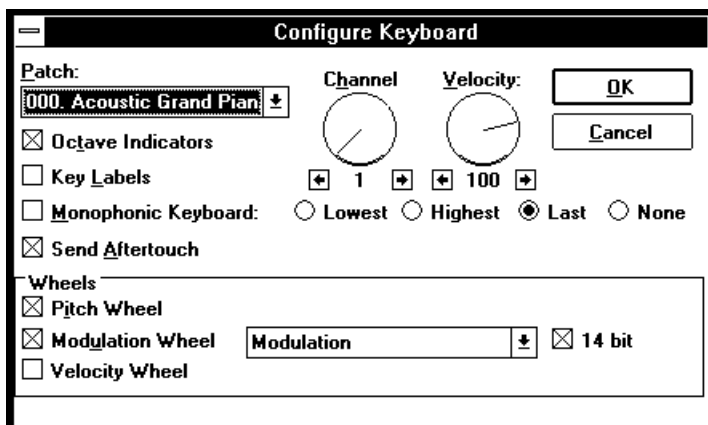 Configure Keyboard
Patch:
000. Acoustic Grand Pian
Channel
Velocity:
OK
Cancel
Octave Indicators
Key Labels
1
100
Monophonic Keyboard:
Lowest
Highest
Last
None
Send Aftertouch
Wheels
Pitch Wheel
Modulation Wheel
Modulation
14 bit
Velocity Wheel